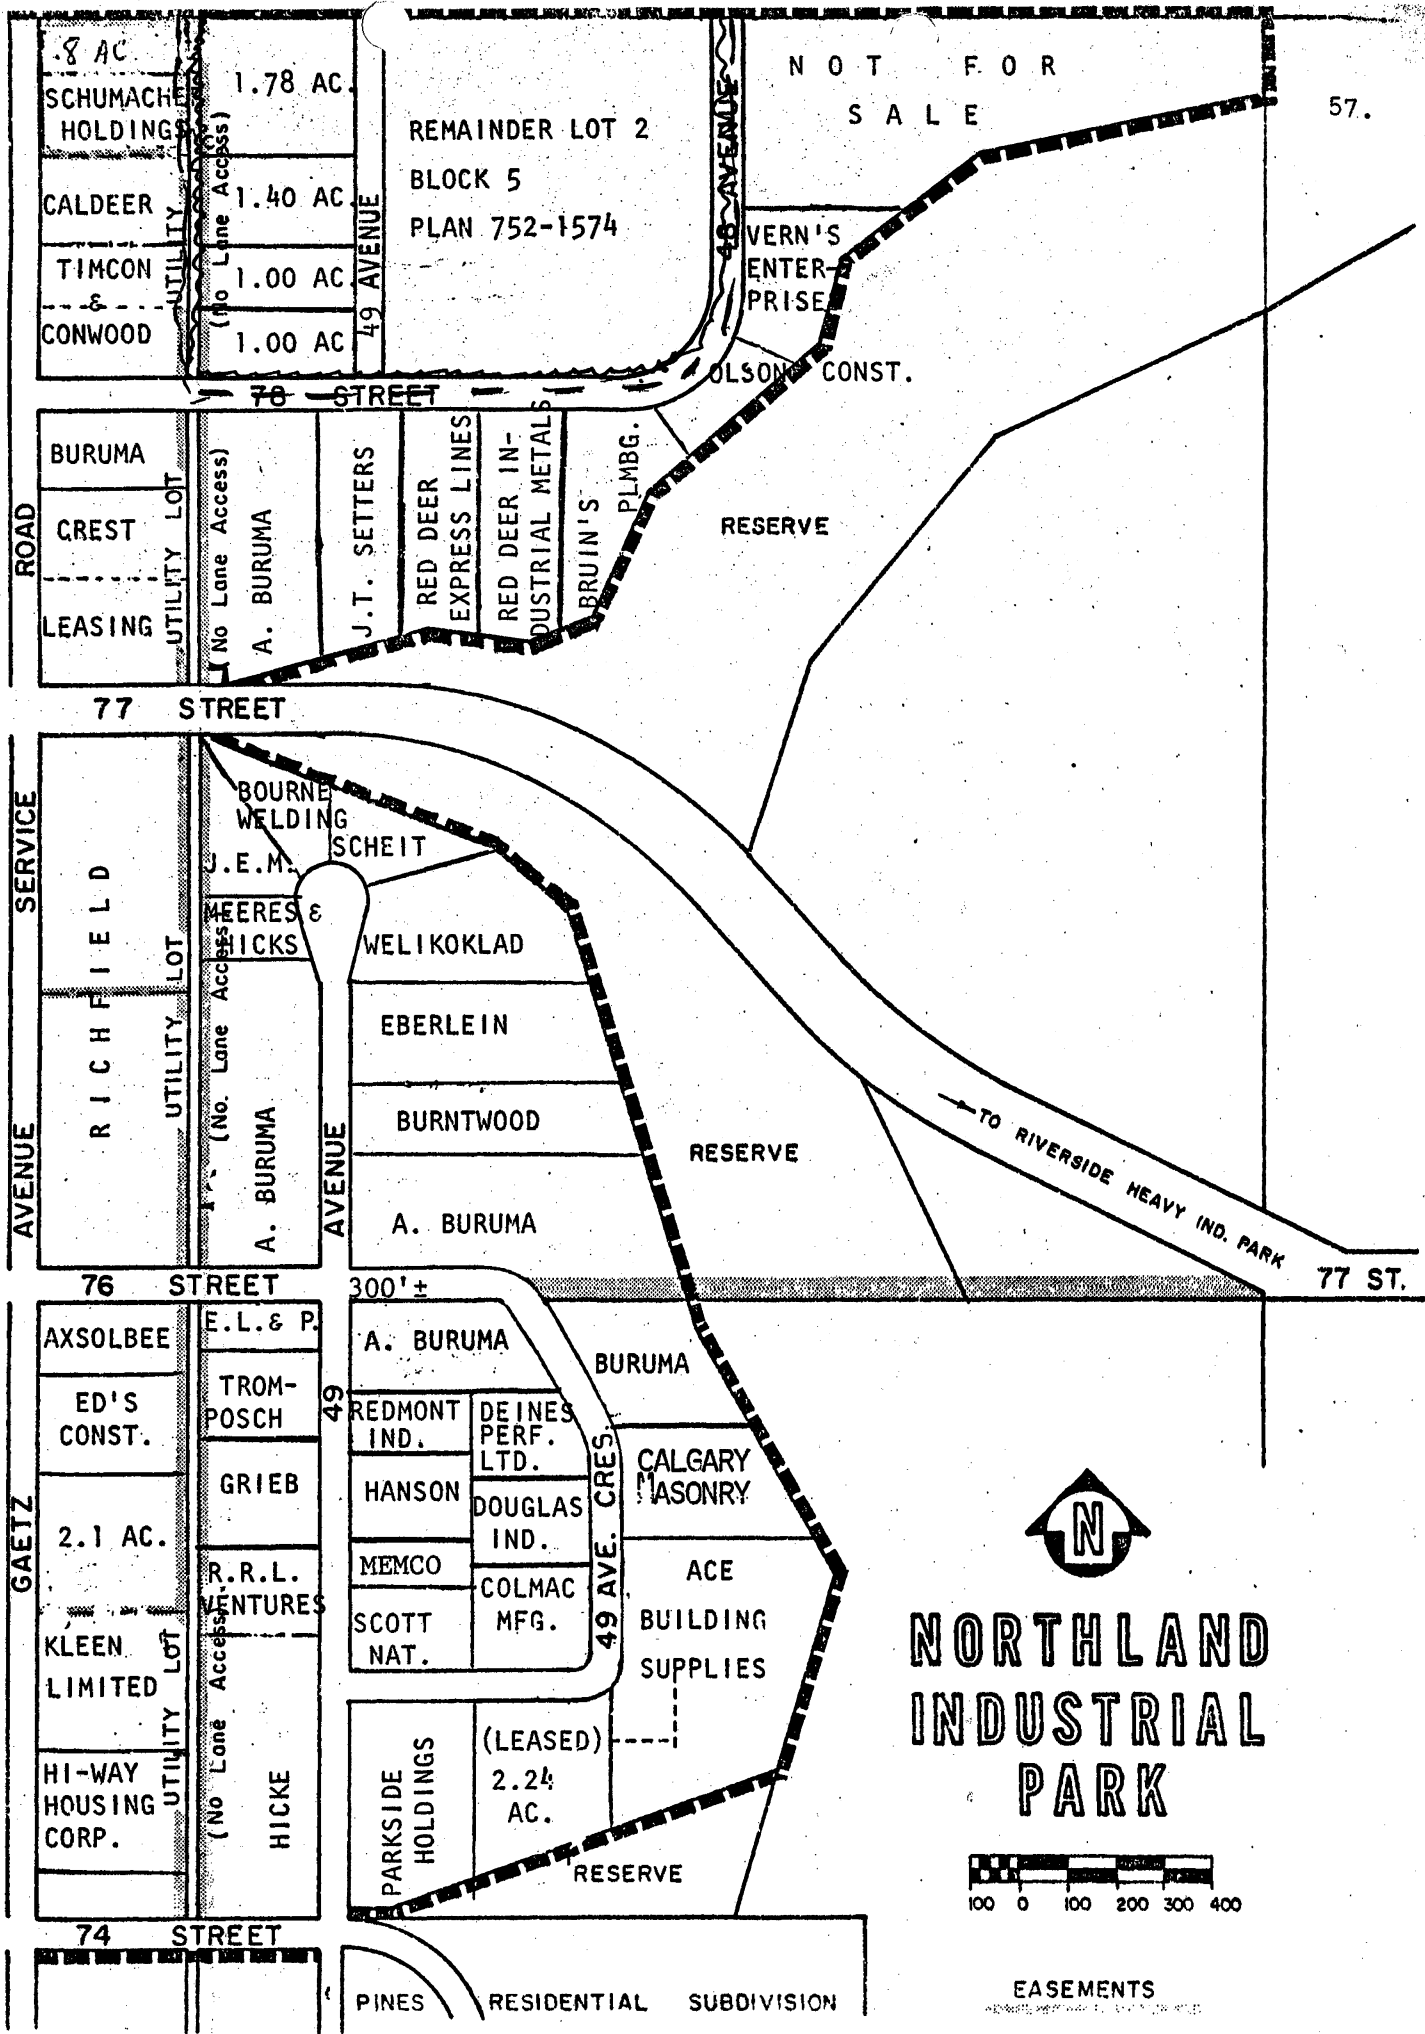 .8 AC
SCHUMACHE
HOLDINGS
CALDEER
TIMCON
&
CONWOOD
UTILITY
(No Lane Access)
1.78 AC.
1.40 AC.
1.00 AC.
1.00 AC
49 AVENUE
REMAINDER LOT 2
BLOCK 5
PLAN 752-1574
48 AVENUE
NOT FOR
SALE
57.
VERN'S
ENTER-
PRISE
OLSON CONST.
78 STREET
BURUMA
CREST
LEASING
UTILITY LOT
(No Lane Access)
A. BURUMA
J.T. SETTERS
RED DEER
EXPRESS LINES
RED DEER IN-
DUSTRIAL METALS
BRUIN'S
PLMBG.
RESERVE
77 STREET
GAETZ AVENUE SERVICE ROAD
RICHFIELD
UTILITY LOT
UTILITY LOT
(No. Lane Access)
BOURNE
WELDING
SCHEIT
J.E.M.
MEERES &
HICKS
WELIKOKLAD
EBERLEIN
BURNTWOOD
A. BURUMA
A. BURUMA
49 AVENUE
RESERVE
TO RIVERSIDE HEAVY IND. PARK
77 ST.
76 STREET
300'±
AXSOLBEE
ED'S
CONST.
2.1 AC.
KLEEN
LIMITED
HI-WAY
HOUSING
CORP.
UTILITY LOT
(No Lane Access)
E.L.& P.
TROM-
POSCH
GRIEB
R.R.L.
VENTURES
HICKE
A. BURUMA
REDMONT
IND.
DEINES
PERF.
LTD.
HANSON
DOUGLAS
IND.
MEMCO
COLMAC
MFG.
SCOTT
NAT.
49 AVE. CRES.
BURUMA
CALGARY
MASONRY
ACE
BUILDING
SUPPLIES
PARKSIDE
HOLDINGS
(LEASED)
2.24
AC.
RESERVE
74 STREET
PINES RESIDENTIAL SUBDIVISION
N
NORTHLAND
INDUSTRIAL
PARK
100 0 100 200 300 400
EASEMENTS